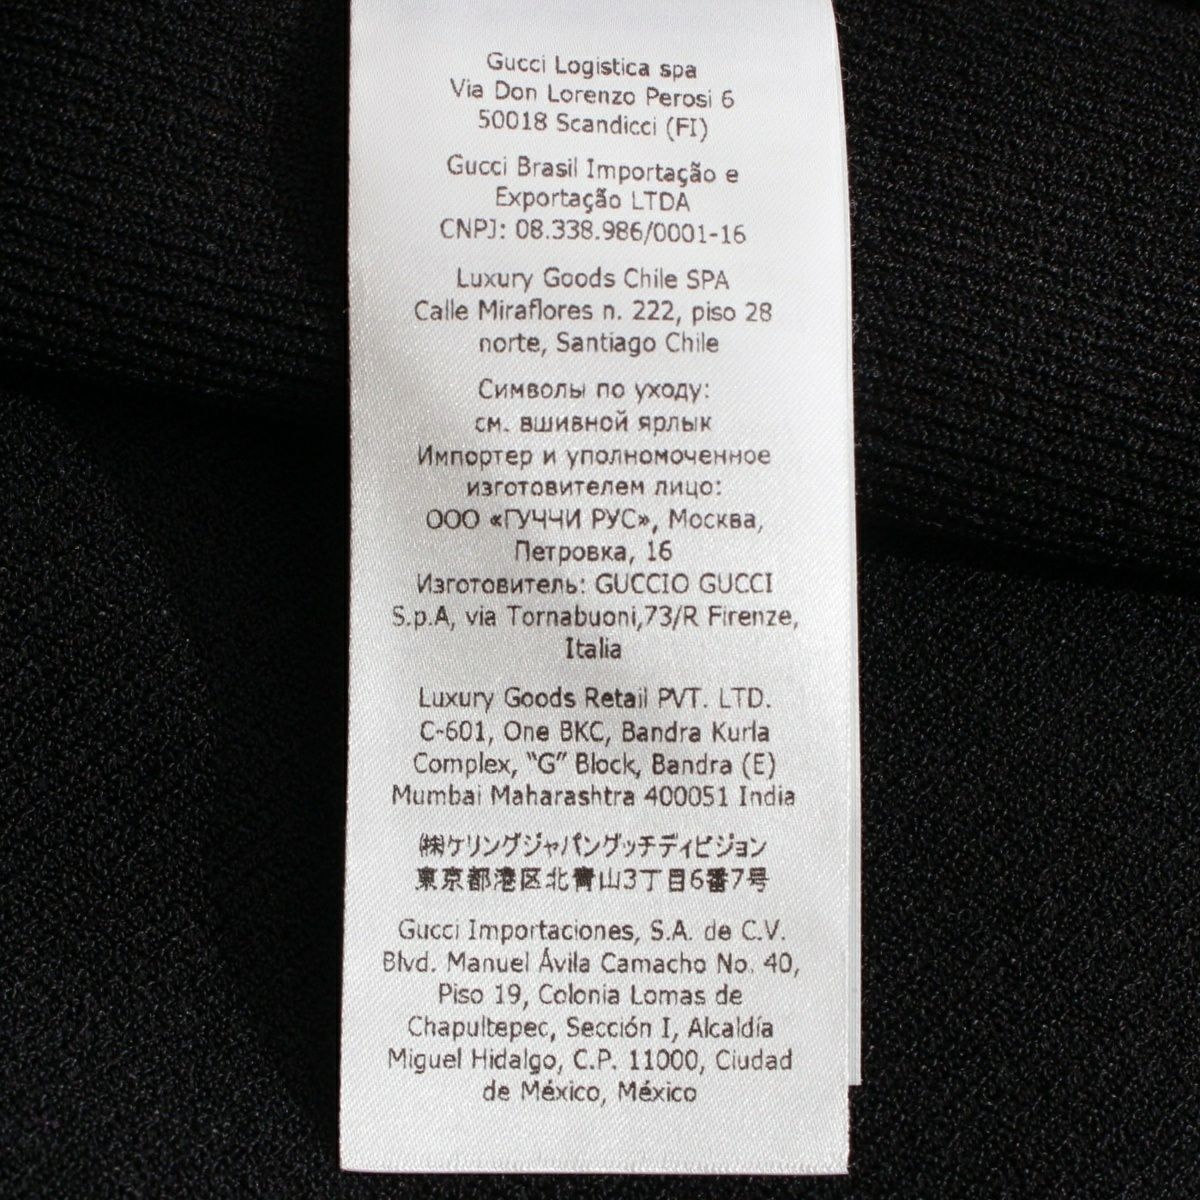 Gucci Logistica spa
Via Don Lorenzo Perosi 6
50018 Scandicci (FI)
Gucci Brasil Importação e
Exportação LTDA
CNPJ: 08.338.986/0001-16
Luxury Goods Chile SPA
Calle Miraflores n. 222, piso 28
norte, Santiago Chile
Символы по уходу:
см. вшивной ярлык
Импортер и уполномоченное
изготовителем лицо:
ООО «ГУЧЧИ РУС», Москва,
Петровка, 16
Изготовитель: GUCCIO GUCCI
S.p.A, via Tornabuoni,73/R Firenze,
Italia
Luxury Goods Retail PVT. LTD.
C-601, One BKC, Bandra Kurla
Complex, “G” Block, Bandra (E)
Mumbai Maharashtra 400051 India
㈱ケリングジャパングッチディビジョン
東京都港区北青山3丁目6番7号
Gucci Importaciones, S.A. de C.V.
Blvd. Manuel Ávila Camacho No. 40,
Piso 19, Colonia Lomas de
Chapultepec, Sección I, Alcaldía
Miguel Hidalgo, C.P. 11000, Ciudad
de México, México